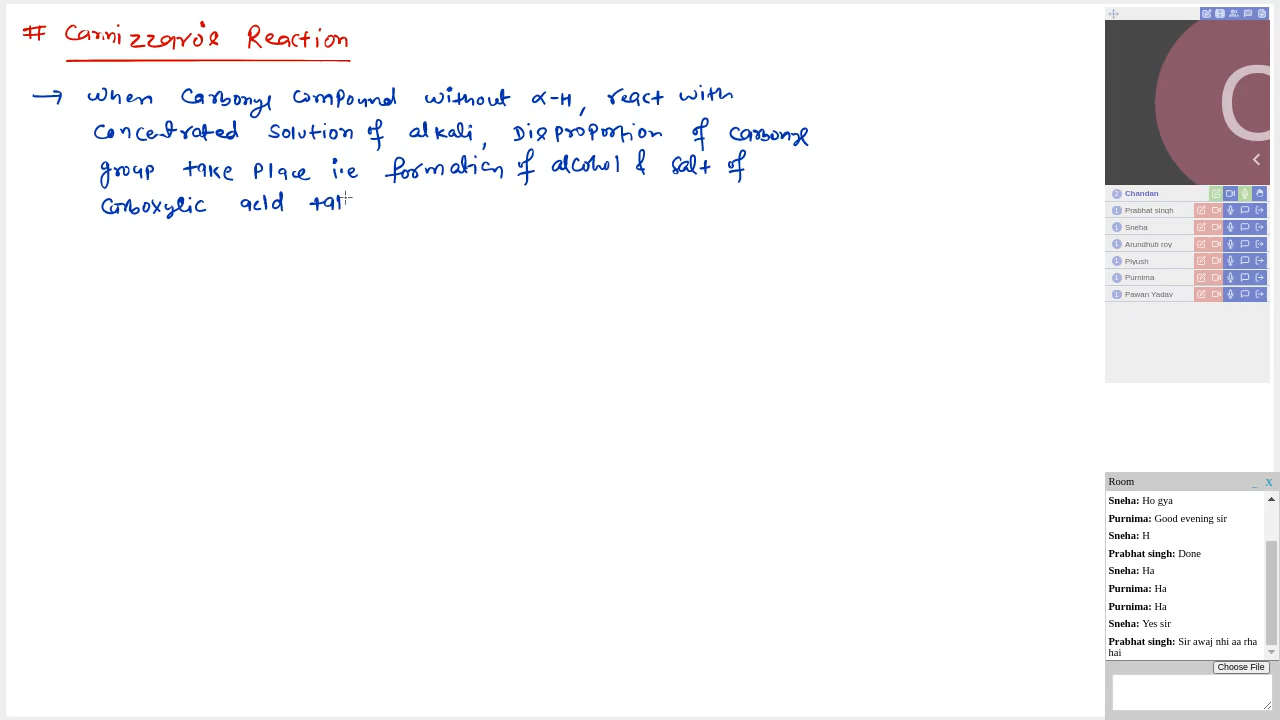 # Cannizzaro's Reaction
→ when Carbonyl Compound without α-H, react with
Concentrated Solution of alkali, Disproportion of carbonyl
group take Place i.e formation of alcohol & salt of
Carboxylic acid
C
Chandan
Prabhat singh
Sneha
Arundhuti roy
Piyush
Purnima
Pawan Yadav
Room _ X
Sneha: Ho gya
Purnima: Good evening sir
Sneha: H
Prabhat singh: Done
Sneha: Ha
Purnima: Ha
Purnima: Ha
Sneha: Yes sir
Prabhat singh: Sir awaj nhi aa rha
hai
Choose File